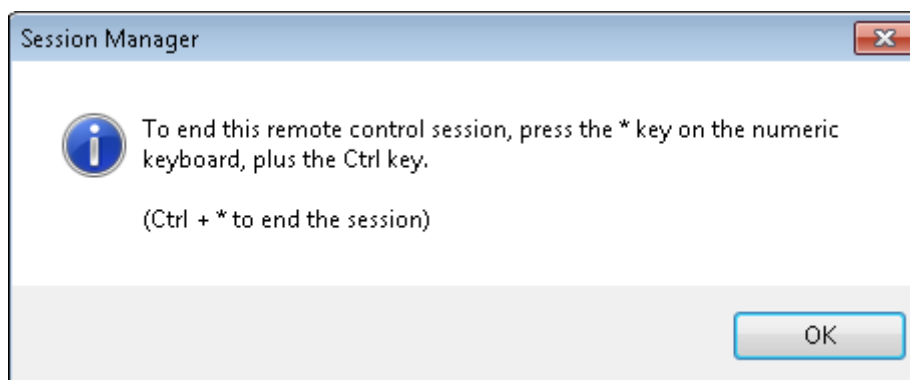 Session Manager
To end this remote control session, press the * key on the numeric
keyboard, plus the Ctrl key.
(Ctrl + * to end the session)
OK